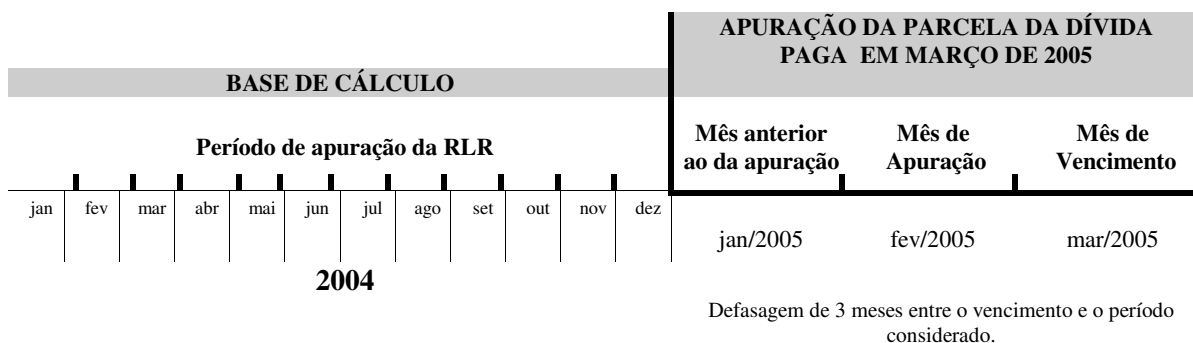 APURAÇÃO DA PARCELA DA DÍVIDA
PAGA EM MARÇO DE 2005
BASE DE CÁLCULO
Período de apuração da RLR
Mês anterior
ao da apuração
Mês de
Apuração
Mês de
Vencimento
jan fev mar abr mai jun jul ago set out nov dez
jan/2005 fev/2005 mar/2005
2004
Defasagem de 3 meses entre o vencimento e o período
considerado.